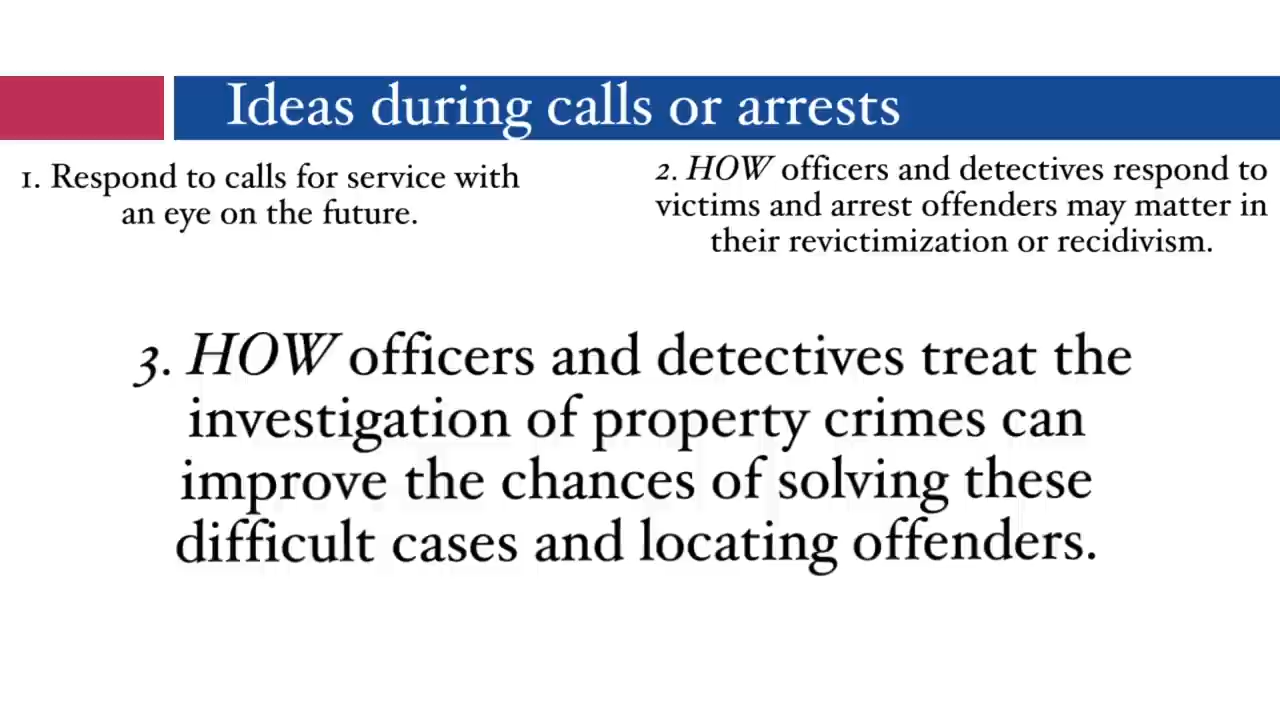 Ideas during calls or arrests
1. Respond to calls for service with
an eye on the future.
2. HOW officers and detectives respond to
victims and arrest offenders may matter in
their revictimization or recidivism.
3. HOW officers and detectives treat the
investigation of property crimes can
improve the chances of solving these
difficult cases and locating offenders.